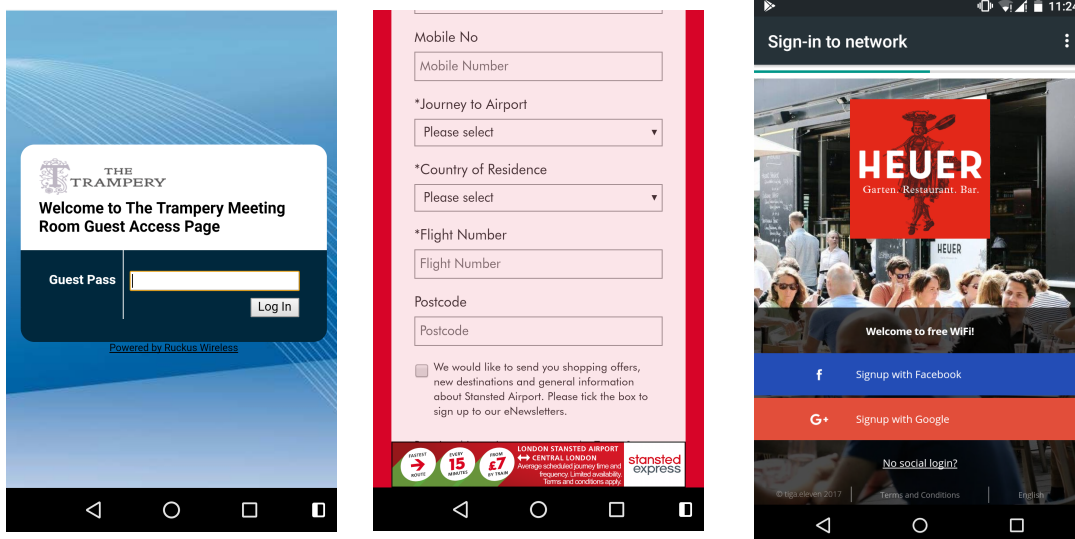 THE
TRAMPERY
Welcome to The Trampery Meeting
Room Guest Access Page
Guest Pass
Log In
Powered by Ruckus Wireless
Mobile No
Mobile Number
*Journey to Airport
Please select
*Country of Residence
Please select
*Flight Number
Flight Number
Postcode
Postcode
We would like to send you shopping offers,
new destinations and general information
about Stansted Airport. Please tick the box to
sign up to our eNewsletters.
FASTEST
ROUTE
EVERY
15
MINUTES
FROM
£7
BY TRAIN
LONDON STANSTED AIRPORT
CENTRAL LONDON
Average scheduled journey time and
frequency. Limited availability.
Terms and conditions apply.
stansted
express
11:24
Sign-in to network
HEUER
Garten. Restaurant. Bar.
HEUER
Welcome to free WiFi!
f Signup with Facebook
G+ Signup with Google
No social login?
© tiga.eleven 2017 Terms and Conditions English